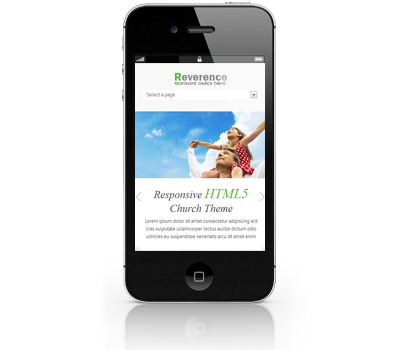 Reverence
RESPONSIVE CHURCH THEME
Select a page
Responsive HTML5
Church Theme
Lorem ipsum dolor sit amet consectetur adipiscing elit
cras vulputate ullamcorper lectus auctor dictum odio
ultricies eu suspendisse venenatis arcu sit amet enim